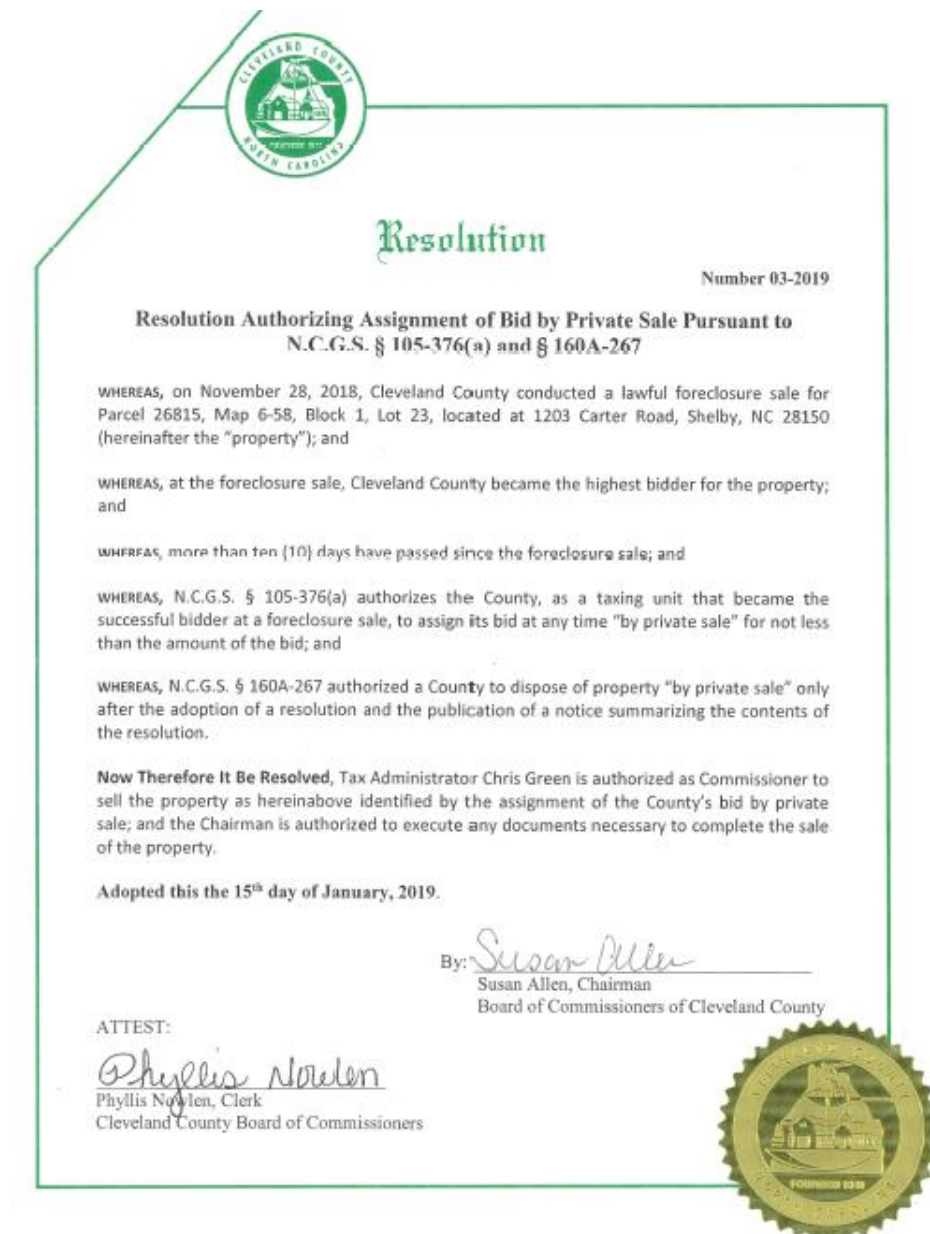 CLEVELAND COUNTY
NORTH CAROLINA
Resolution
Number 03-2019
Resolution Authorizing Assignment of Bid by Private Sale Pursuant to
N.C.G.S. § 105-376(a) and § 160A-267
WHEREAS, on November 28, 2018, Cleveland County conducted a lawful foreclosure sale for
Parcel 26815, Map 6-58, Block 1, Lot 23, located at 1203 Carter Road, Shelby, NC 28150
(hereinafter the "property"); and
WHEREAS, at the foreclosure sale, Cleveland County became the highest bidder for the property;
and
WHEREAS, more than ten (10) days have passed since the foreclosure sale; and
WHEREAS, N.C.G.S. § 105-376(a) authorizes the County, as a taxing unit that became the
successful bidder at a foreclosure sale, to assign its bid at any time "by private sale" for not less
than the amount of the bid; and
WHEREAS, N.C.G.S. § 160A-267 authorized a County to dispose of property "by private sale" only
after the adoption of a resolution and the publication of a notice summarizing the contents of
the resolution.
Now Therefore It Be Resolved, Tax Administrator Chris Green is authorized as Commissioner to
sell the property as hereinabove identified by the assignment of the County's bid by private
sale; and the Chairman is authorized to execute any documents necessary to complete the sale
of the property.
Adopted this the 15th day of January, 2019.
By: Susan Allen
Susan Allen, Chairman
Board of Commissioners of Cleveland County
ATTEST:
Phyllis Nowlen
Phyllis Nowlen, Clerk
Cleveland County Board of Commissioners